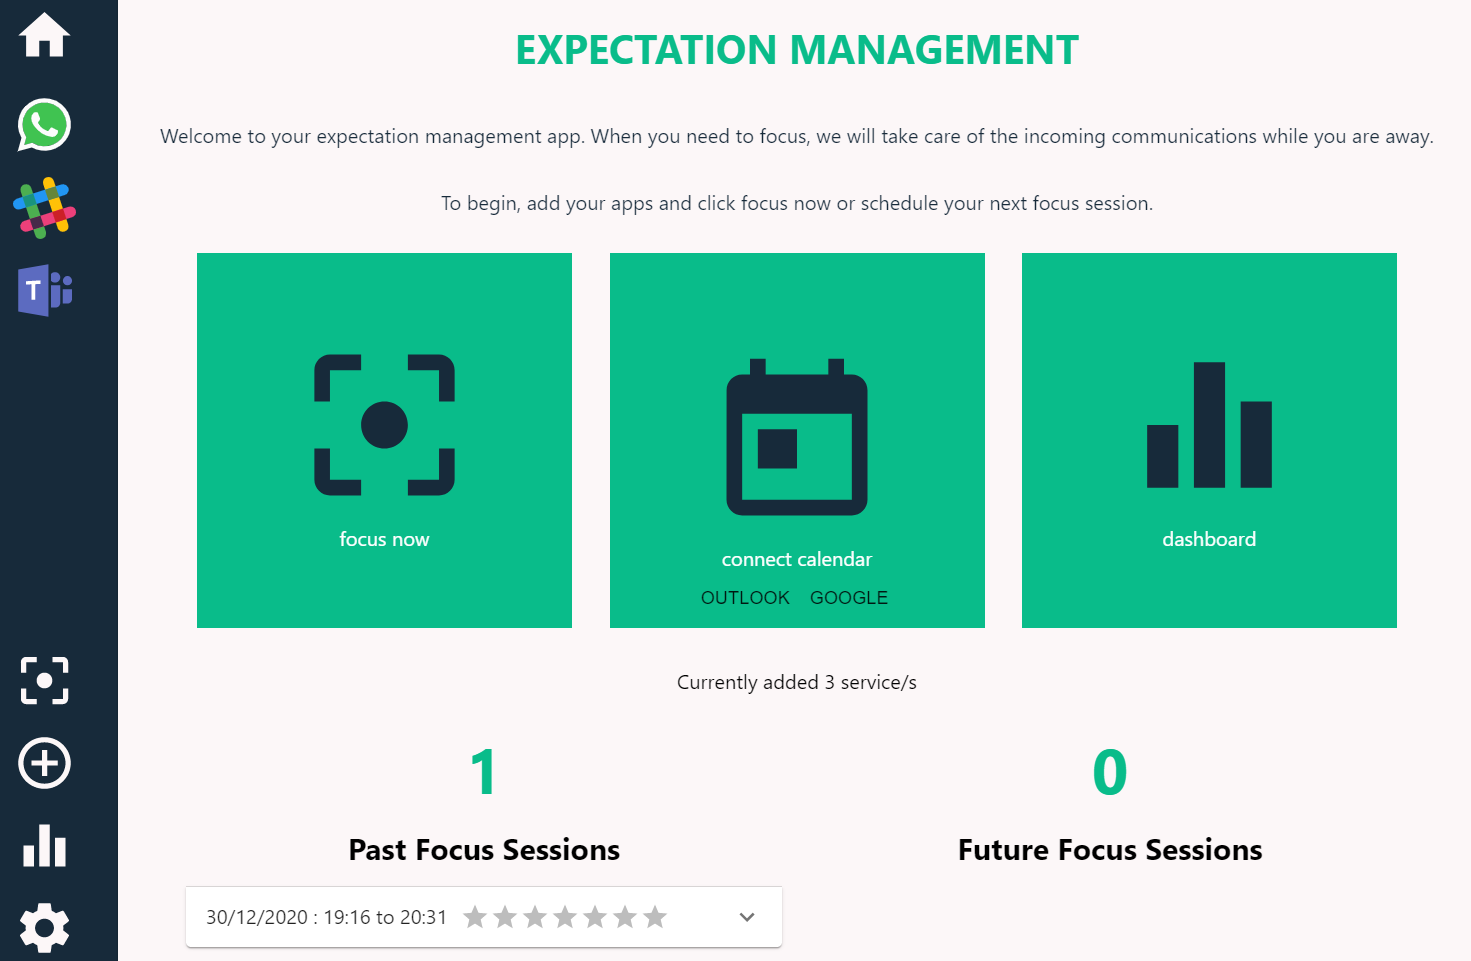 EXPECTATION MANAGEMENT
Welcome to your expectation management app. When you need to focus, we will take care of the incoming communications while you are away.
To begin, add your apps and click focus now or schedule your next focus session.
T
focus now
connect calendar
dashboard
OUTLOOK GOOGLE
Currently added 3 service/s
1
0
Past Focus Sessions
Future Focus Sessions
30/12/2020 : 19:16 to 20:31